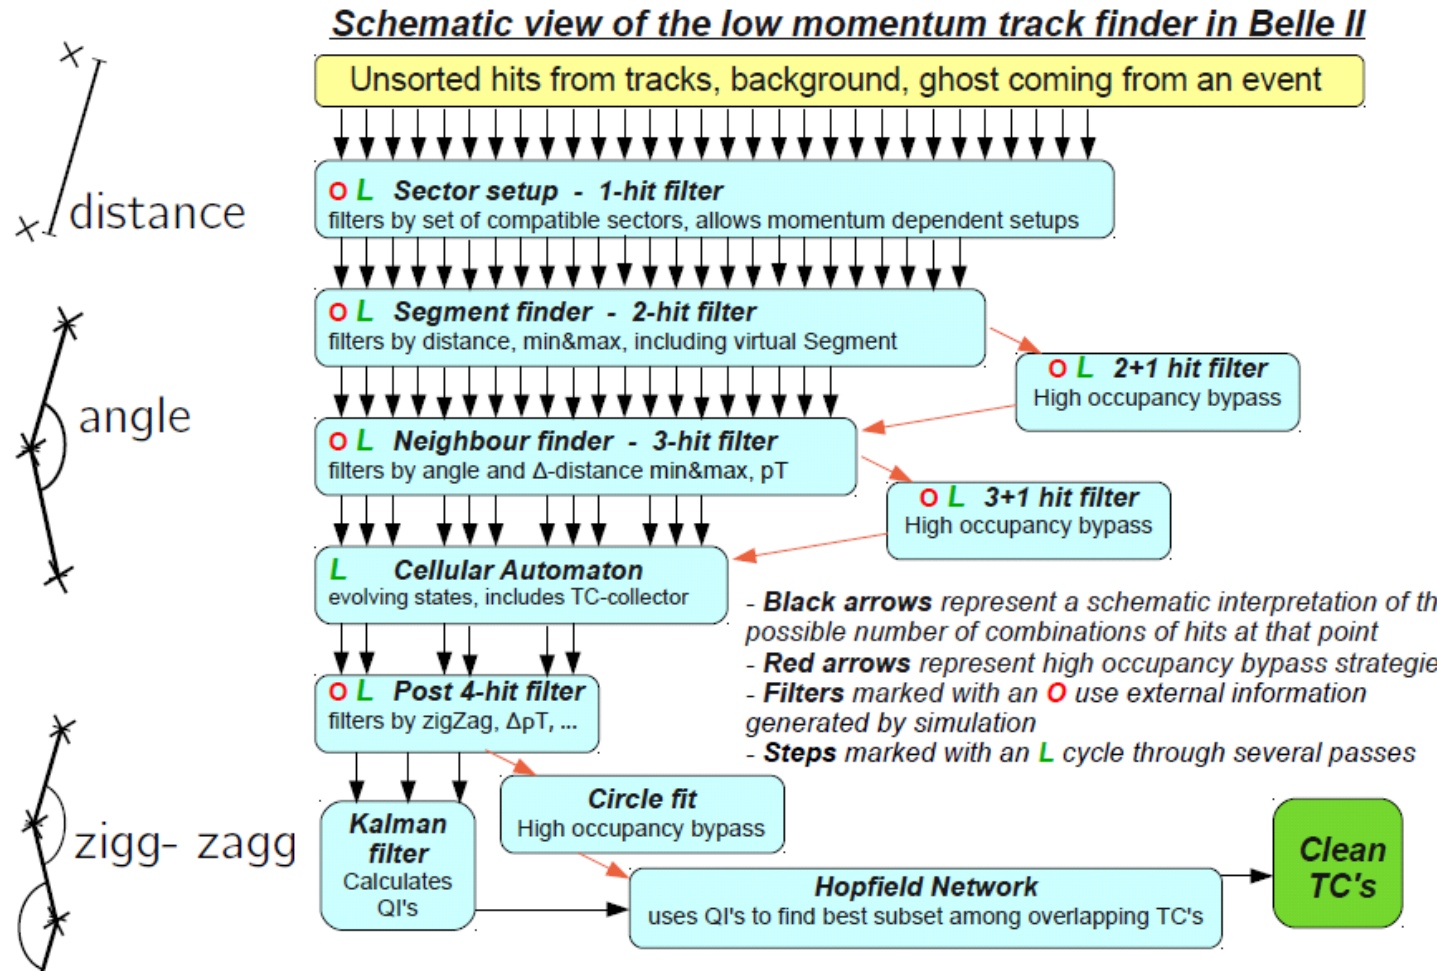 Schematic view of the low momentum track finder in Belle II
Unsorted hits from tracks, background, ghost coming from an event
distance
O L Sector setup - 1-hit filter
filters by set of compatible sectors, allows momentum dependent setups
O L Segment finder - 2-hit filter
filters by distance, min&max, including virtual Segment
O L 2+1 hit filter
High occupancy bypass
angle
O L Neighbour finder - 3-hit filter
filters by angle and Δ-distance min&max, pT
O L 3+1 hit filter
High occupancy bypass
L Cellular Automaton
evolving states, includes TC-collector
- Black arrows represent a schematic interpretation of th
possible number of combinations of hits at that point
- Red arrows represent high occupancy bypass strategie
- Filters marked with an O use external information
generated by simulation
- Steps marked with an L cycle through several passes
O L Post 4-hit filter
filters by zigZag, ΔpT, ...
zigg- zagg
Kalman
filter
Calculates
QI's
Circle fit
High occupancy bypass
Hopfield Network
uses QI's to find best subset among overlapping TC's
Clean
TC's